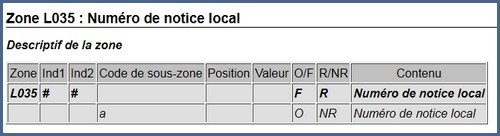 Zone L035 : Numéro de notice local
Descriptif de la zone
Zone Ind1 Ind2 Code de sous-zone Position Valeur O/F R/NR Contenu
L035 # # F R Numéro de notice local
a O NR Numéro de notice local